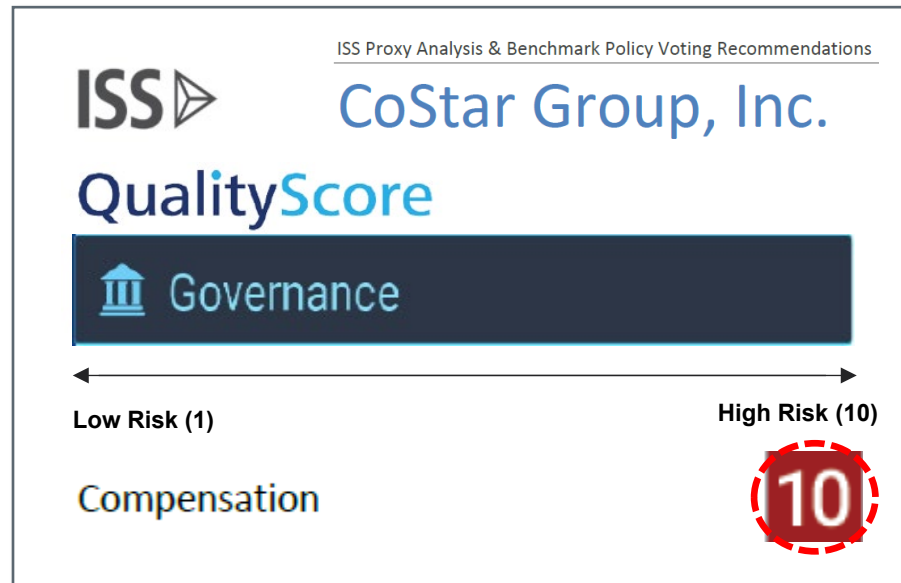 ISS Proxy Analysis & Benchmark Policy Voting Recommendations
ISS
CoStar Group, Inc.
QualityScore
Governance
Low Risk (1)
High Risk (10)
Compensation
10